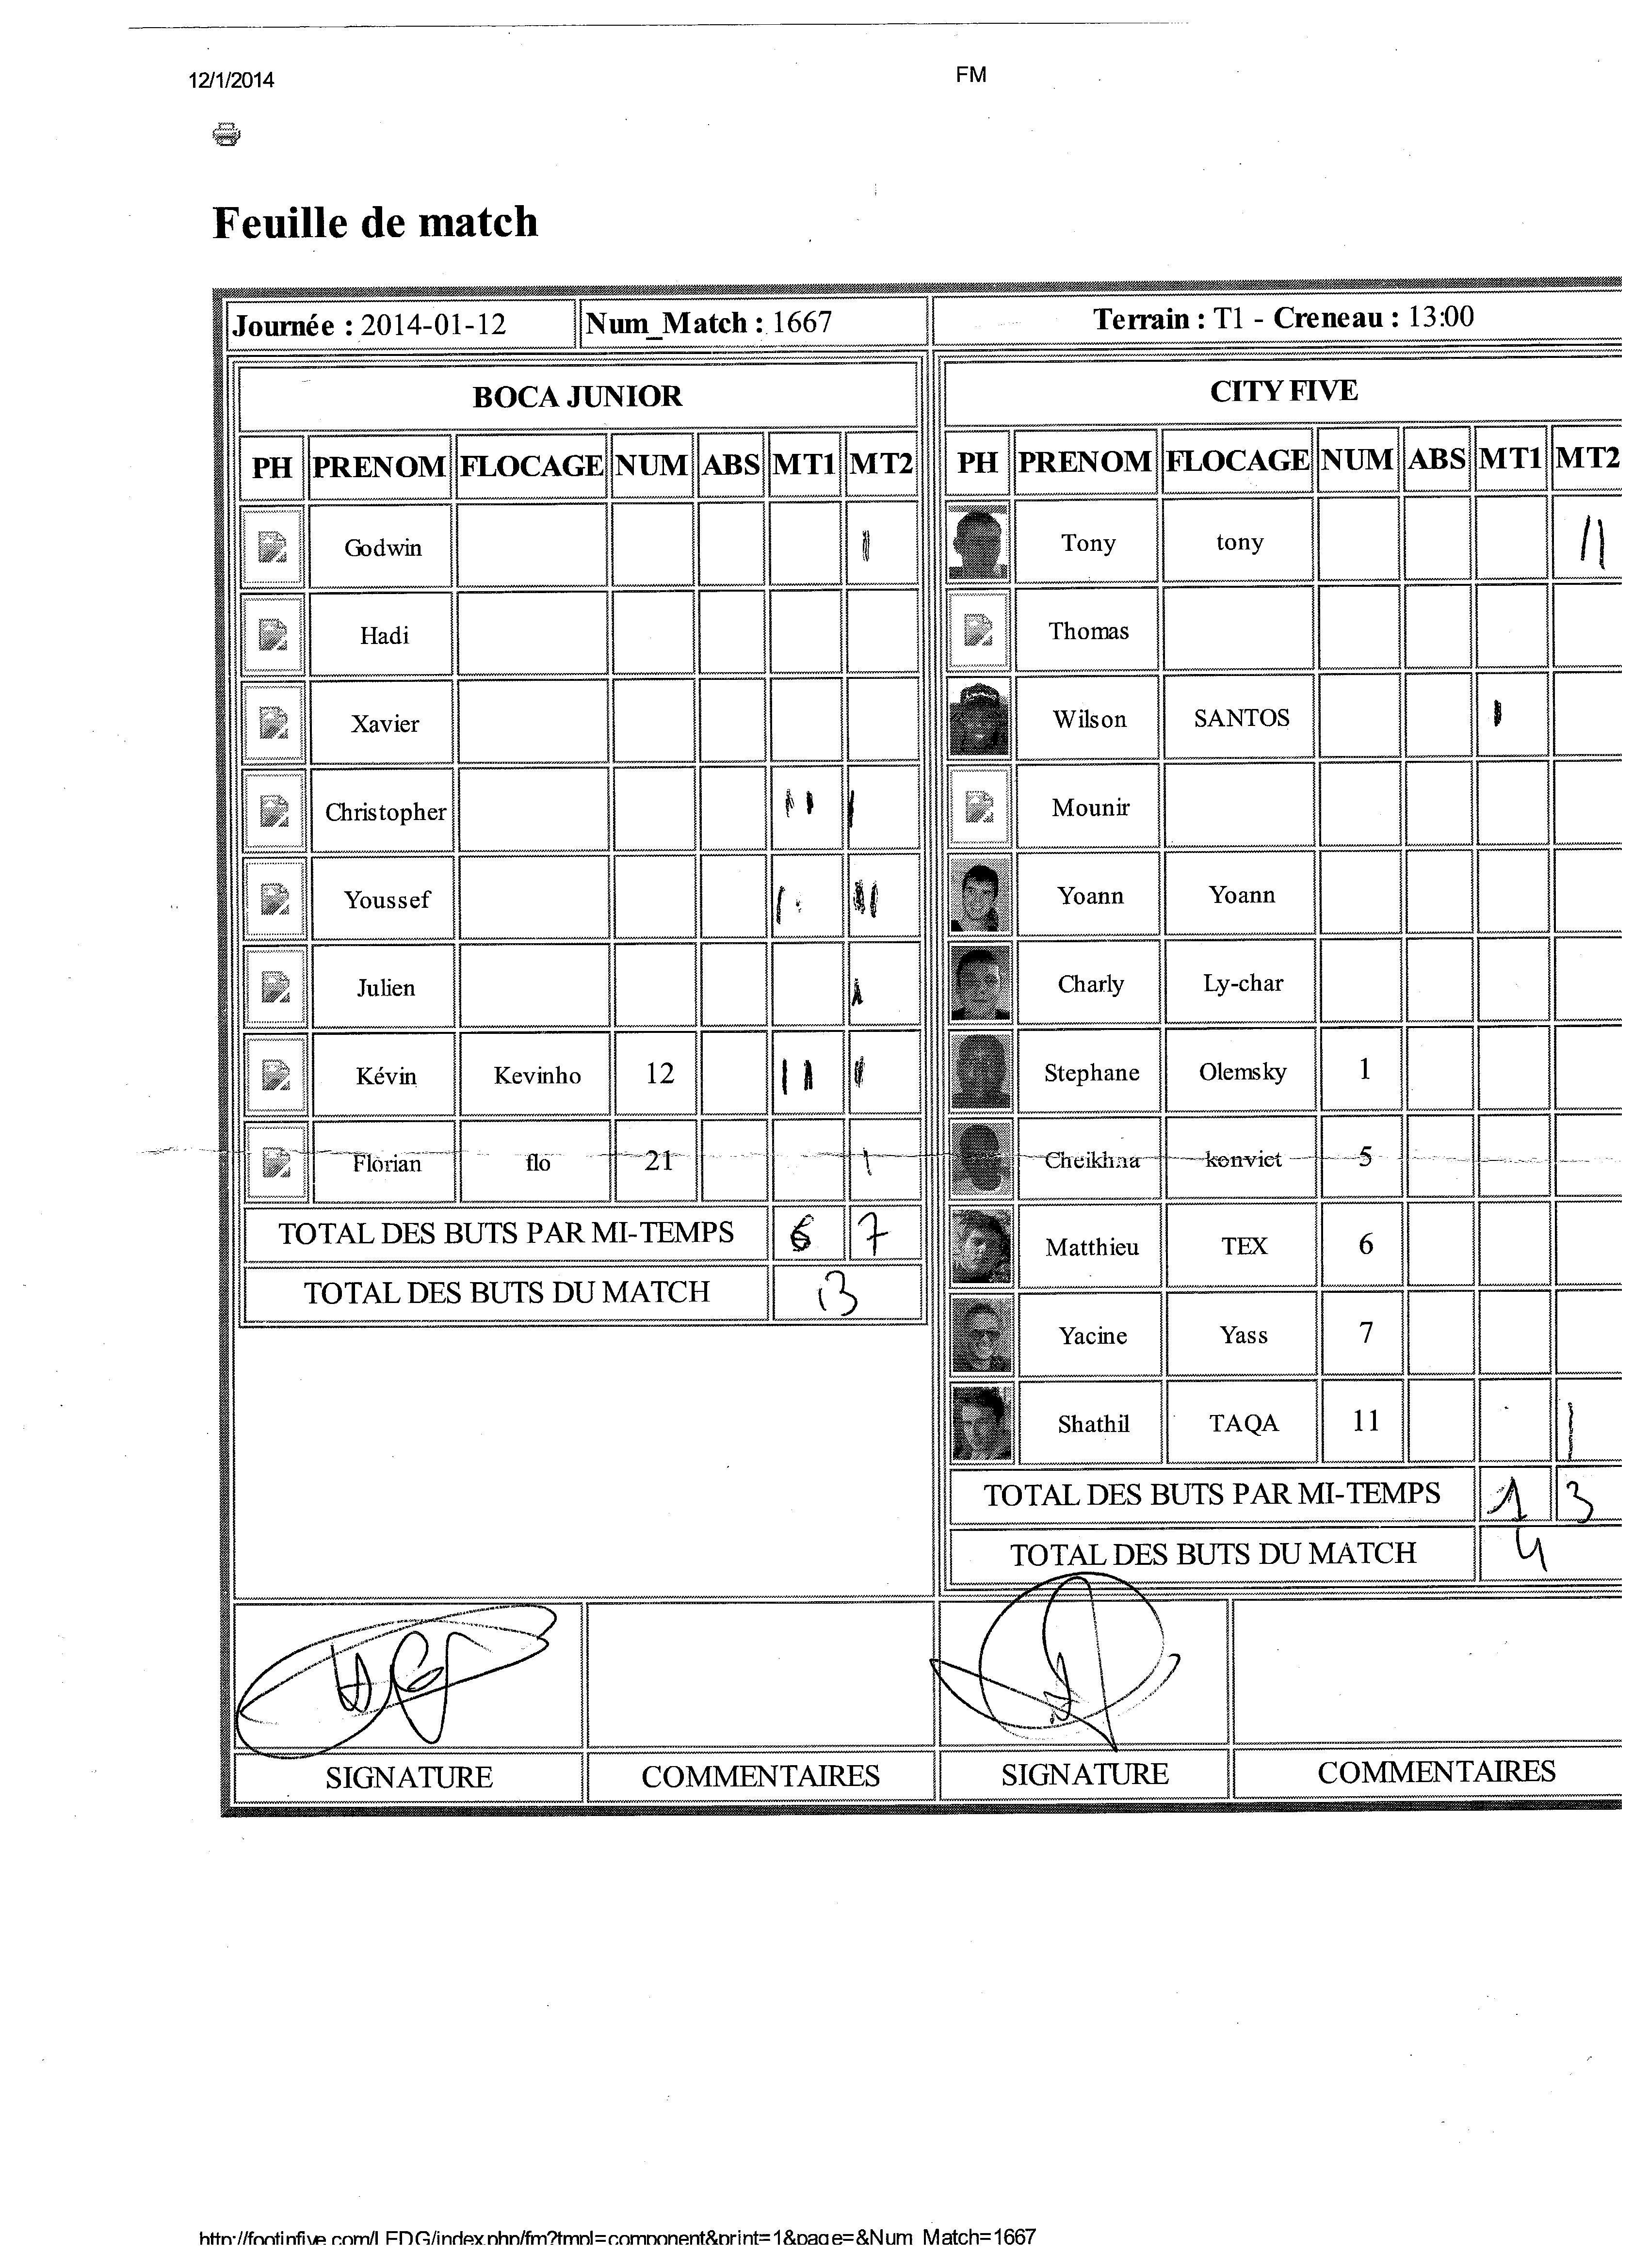 12/1/2014 FM
Feuille de match
Journée : 2014-01-12 Num_Match : 1667 Terrain : T1 - Creneau : 13:00
BOCA JUNIOR CITY FIVE
PH PRENOM FLOCAGE NUM ABS MT1 MT2 PH PRENOM FLOCAGE NUM ABS MT1 MT2
Godwin Tony tony
Hadi Thomas
Xavier Wilson SANTOS
Christopher Mounir
Youssef Yoann Yoann
Julien Charly Ly-char
Kévin Kevinho 12 Stephane Olemsky 1
Florian flo 21 Cheikhna konvict 5
TOTAL DES BUTS PAR MI-TEMPS 6 7 Matthieu TEX 6
TOTAL DES BUTS DU MATCH 13 Yacine Yass 7
Shathil TAQA 11
TOTAL DES BUTS PAR MI-TEMPS 1 3
TOTAL DES BUTS DU MATCH 4
SIGNATURE COMMENTAIRES SIGNATURE COMMENTAIRES
http://footinfive.com/LFDG/index.php/fm?tmpl=component&print=1&page=&Num_Match=1667